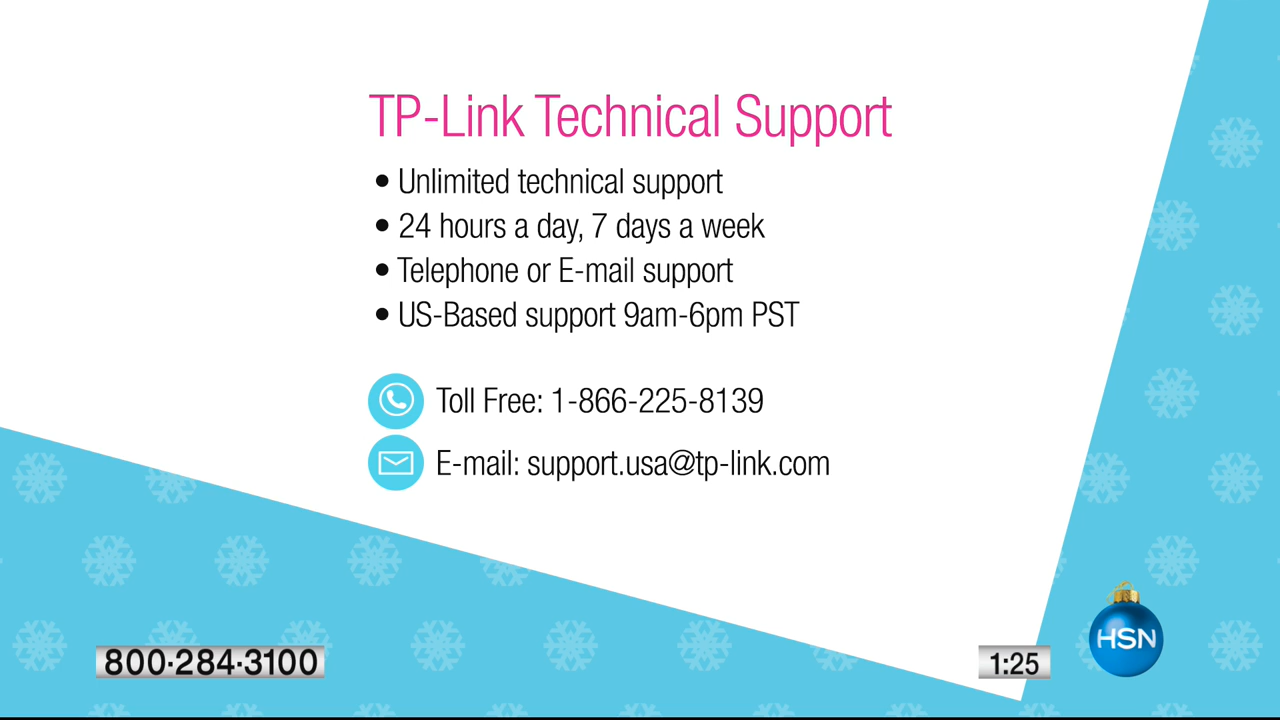 TP-Link Technical Support
• Unlimited technical support
• 24 hours a day, 7 days a week
• Telephone or E-mail support
• US-Based support 9am-6pm PST
Toll Free: 1-866-225-8139
E-mail: support.usa@tp-link.com
HSN
800·284·3100
1:25